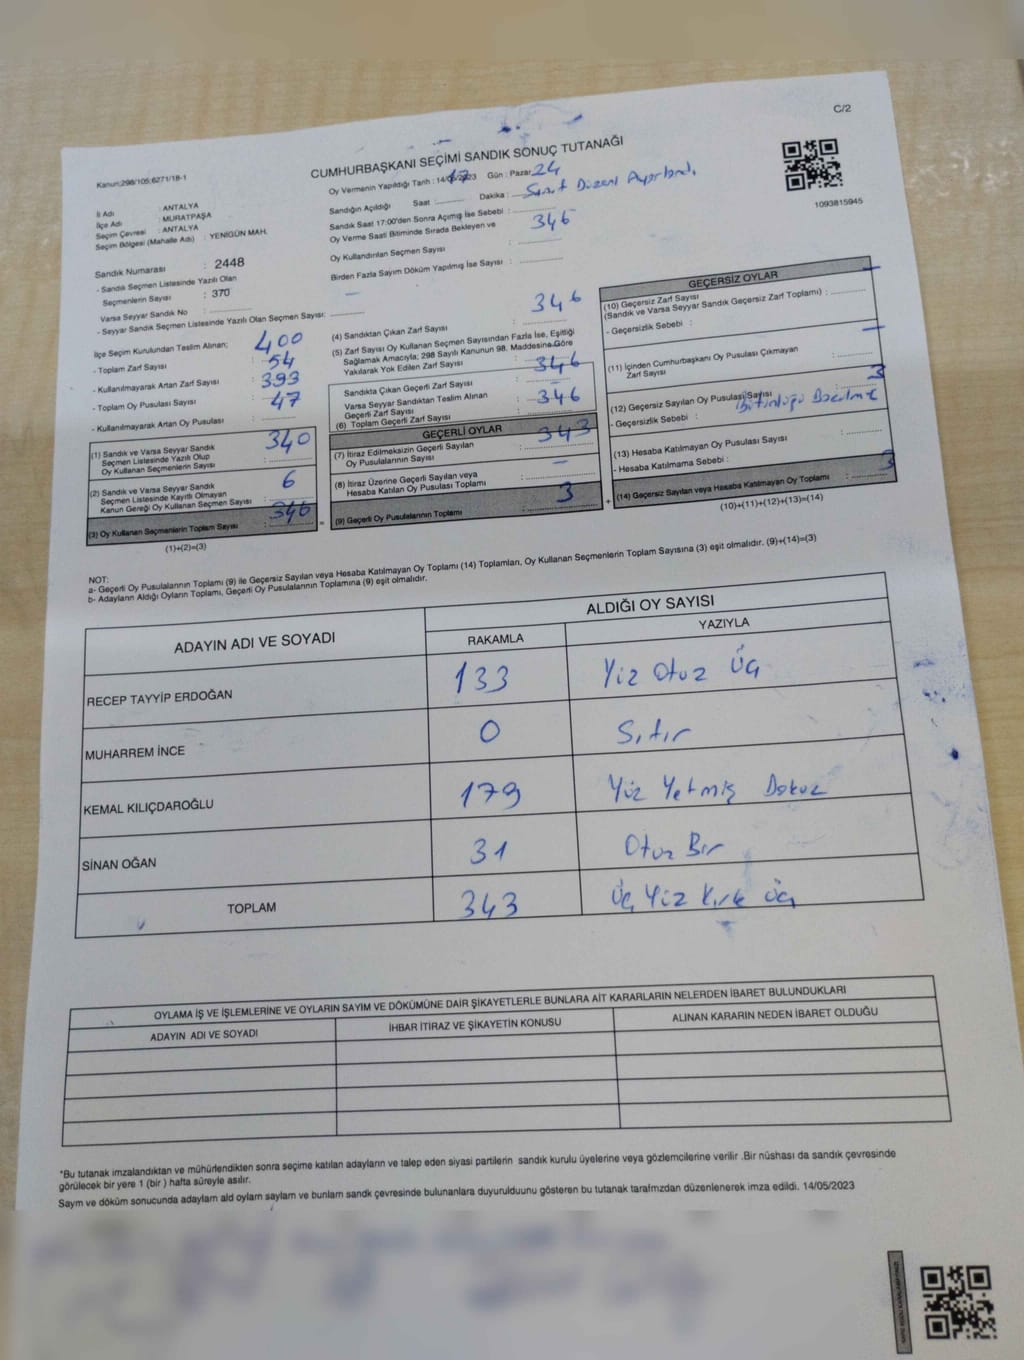 C/2
Kanun;298/105;6271/18-1
CUMHURBAŞKANI SEÇİMİ SANDIK SONUÇ TUTANAĞI
1093815945
İl Adı : ANTALYA
İlçe Adı : MURATPAŞA
Seçim Çevresi : ANTALYA
Seçim Bölgesi (Mahalle Adı) : YENİGÜN MAH.
Sandık Numarası : 2448
- Sandık Seçmen Listesinde Yazılı Olan
Seçmenlerin Sayısı : 370
Varsa Seyyar Sandık No :
- Seyyar Sandık Seçmen Listesinde Yazılı Olan Seçmen Sayısı: —
İlçe Seçim Kurulundan Teslim Alınan;
- Toplam Zarf Sayısı : 400
- Kullanılmayarak Artan Zarf Sayısı : 54
- Toplam Oy Pusulası Sayısı : 393
- Kullanılmayarak Artan Oy Pusulası : 47
(1) Sandık ve Varsa Seyyar Sandık
Seçmen Listesinde Yazılı Olup
Oy Kullanan Seçmenlerin Sayısı : 340
(2) Sandık ve Varsa Seyyar Sandık
Seçmen Listesinde Kayıtlı Olmayan
Kanun Gereği Oy Kullanan Seçmen Sayısı : 6
(3) Oy Kullanan Seçmenlerin Toplam Sayısı : 346
(1)+(2)=(3)
Oy Vermenin Yapıldığı Tarih : 14/05/2023 Gün : Pazar
Sandığın Açıldığı Saat : 17 Dakika : 24
Sandık Saat 17:00'den Sonra Açımış İse Sebebi : Sınıf Düzeni Ayarlandı
Oy Verme Saati Bitiminde Sırada Bekleyen ve
Oy Kullandırılan Seçmen Sayısı : 346
Birden Fazla Sayım Döküm Yapılmış İse Sayısı :
(4) Sandıktan Çıkan Zarf Sayısı : 346
(5) Zarf Sayısı Oy Kullanan Seçmen Sayısından Fazla İse, Eşitliği
Sağlamak Amacıyla; 298 Sayılı Kanunun 98. Maddesine Göre
Yakılarak Yok Edilen Zarf Sayısı :
Sandıkta Çıkan Geçerli Zarf Sayısı : 346
Varsa Seyyar Sandıktan Teslim Alınan
Geçerli Zarf Sayısı : —
(6) Toplam Geçerli Zarf Sayısı : 346
GEÇERLİ OYLAR
(7) İtiraz Edilmeksizin Geçerli Sayılan
Oy Pusulalarının Sayısı : 343
(8) İtiraz Üzerine Geçerli Sayılan veya
Hesaba Katılan Oy Pusulası Toplamı : —
(9) Geçerli Oy Pusulalarının Toplamı : 3
GEÇERSİZ OYLAR
(10) Geçersiz Zarf Sayısı
(Sandık ve Varsa Seyyar Sandık Geçersiz Zarf Toplamı) : —
- Geçersizlik Sebebi :
(11) İçinden Cumhurbaşkanı Oy Pusulası Çıkmayan
Zarf Sayısı : —
(12) Geçersiz Sayılan Oy Pusulası Sayısı : 3
- Geçersizlik Sebebi : Bütünlüğü
(13) Hesaba Katılmayan Oy Pusulası Sayısı :
- Hesaba Katılmama Sebebi :
(14) Geçersiz Sayılan veya Hesaba Katılmayan Oy Toplamı : 3
(10)+(11)+(12)+(13)=(14)
NOT:
a- Geçerli Oy Pusulalarının Toplamı (9) ile Geçersiz Sayılan veya Hesaba Katılmayan Oy Toplamı (14) Toplamları, Oy Kullanan Seçmenlerin Toplam Sayısına (3) eşit olmalıdır. (9)+(14)=(3)
b- Adayların Aldığı Oyların Toplamı, Geçerli Oy Pusulalarının Toplamına (9) eşit olmalıdır.
ADAYIN ADI VE SOYADI ALDIĞI OY SAYISI
RAKAMLA YAZIYLA
RECEP TAYYİP ERDOĞAN 133 Yüz Otuz Üç
MUHARREM İNCE 0 Sıfır
KEMAL KILIÇDAROĞLU 179 Yüz Yetmiş Dokuz
SİNAN OĞAN 31 Otuz Bir
TOPLAM 343 Üç Yüz Kırk Üç
OYLAMA İŞ VE İŞLEMLERİNE VE OYLARIN SAYIM VE DÖKÜMÜNE DAİR ŞİKAYETLERLE BUNLARA AİT KARARLARIN NELERDEN İBARET BULUNDUKLARI
ADAYIN ADI VE SOYADI İHBAR İTİRAZ VE ŞİKAYETİN KONUSU ALINAN KARARIN NEDEN İBARET OLDUĞU
*Bu tutanak imzalandıktan ve mühürlendikten sonra seçime katılan adayların ve talep eden siyasi partilerin sandık kurulu üyelerine veya gözlemcilerine verilir .Bir nüshası da sandık çevresinde
görülecek bir yere 1 (bir ) hafta süreyle asılır.
Sayım ve döküm sonucunda adaylam ald oylam saylam ve bunlam sandk çevresinde bulunanlara duyurulduunu gösteren bu tutanak tarafmzdan düzenlenerek imza edildi. 14/05/2023